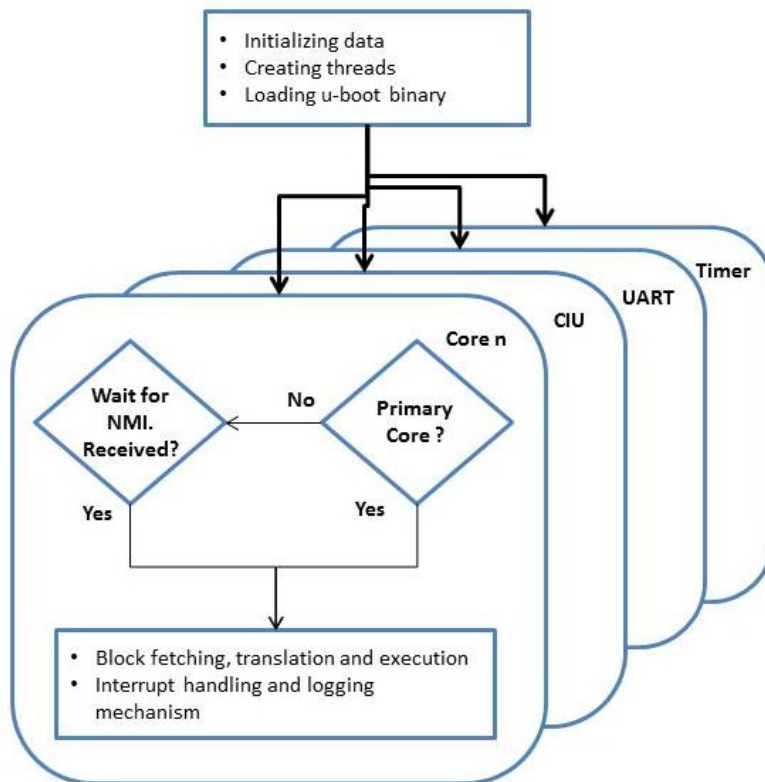 • Initializing data
• Creating threads
• Loading u-boot binary
Timer
UART
CIU
Core n
Wait for
NMI.
Received?
No
Primary
Core ?
Yes
Yes
• Block fetching, translation and execution
• Interrupt handling and logging
mechanism